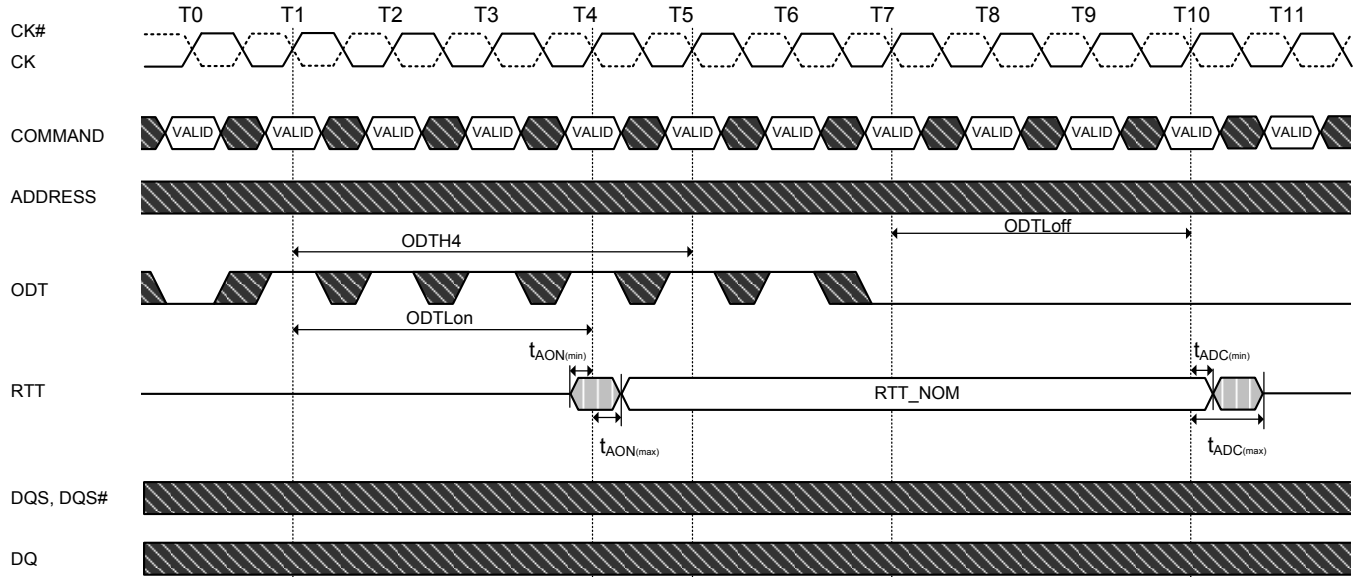 T0 T1 T2 T3 T4 T5 T6 T7 T8 T9 T10 T11
CK#
CK
COMMAND VALID VALID VALID VALID VALID VALID VALID VALID VALID VALID VALID VALID
ADDRESS
ODTH4 ODTLoff
ODT
ODTLon
tAON(min) tADC(min)
RTT RTT_NOM
tAON(max) tADC(max)
DQS, DQS#
DQ